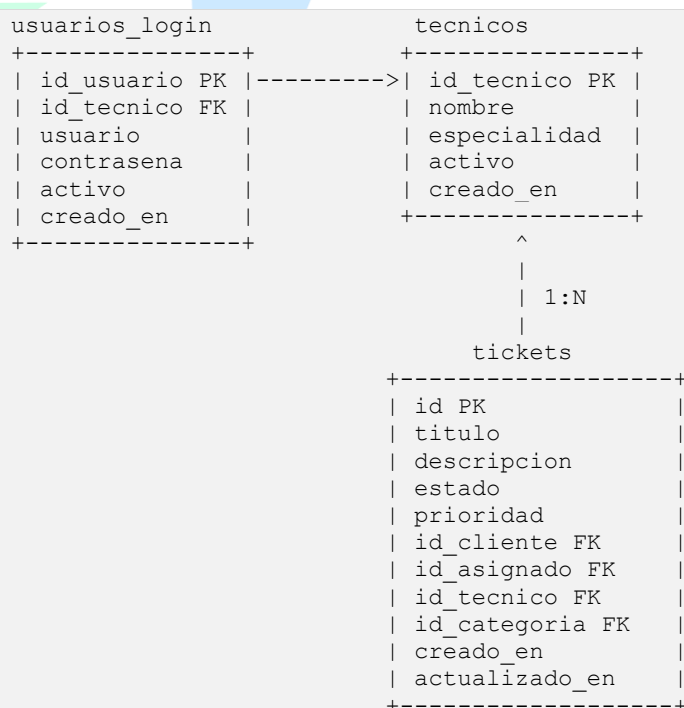 usuarios_login          tecnicos
+---------------+         +--------------+
| id_usuario PK |--------->| id_tecnico PK |
| id_tecnico FK |          | nombre        |
| usuario       |          | especialidad  |
| contrasena    |          | activo        |
| activo        |          | creado_en     |
| creado_en     |          +---------------+
+---------------+                  ^
                                   |
                                   | 1:N
                                   |
                                tickets
                          +-------------------+
                          | id PK             |
                          | titulo            |
                          | descripcion       |
                          | estado            |
                          | prioridad         |
                          | id_cliente FK     |
                          | id_asignado FK    |
                          | id_tecnico FK     |
                          | id_categoria FK   |
                          | creado_en         |
                          | actualizado_en    |
                          +-------------------+